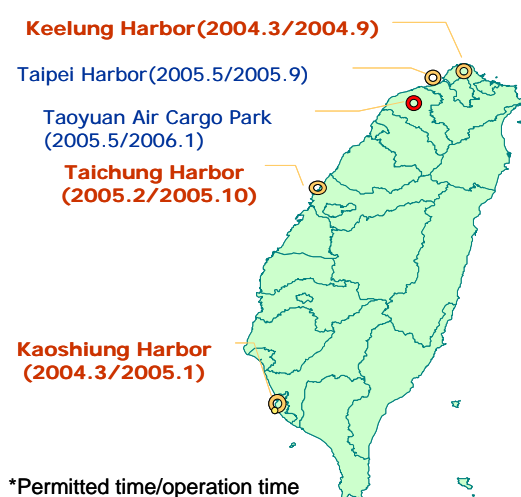 Keelung Harbor(2004.3/2004.9)
Taipei Harbor(2005.5/2005.9)
Taoyuan Air Cargo Park
(2005.5/2006.1)
Taichung Harbor
(2005.2/2005.10)
Kaoshiung Harbor
(2004.3/2005.1)
*Permitted time/operation time